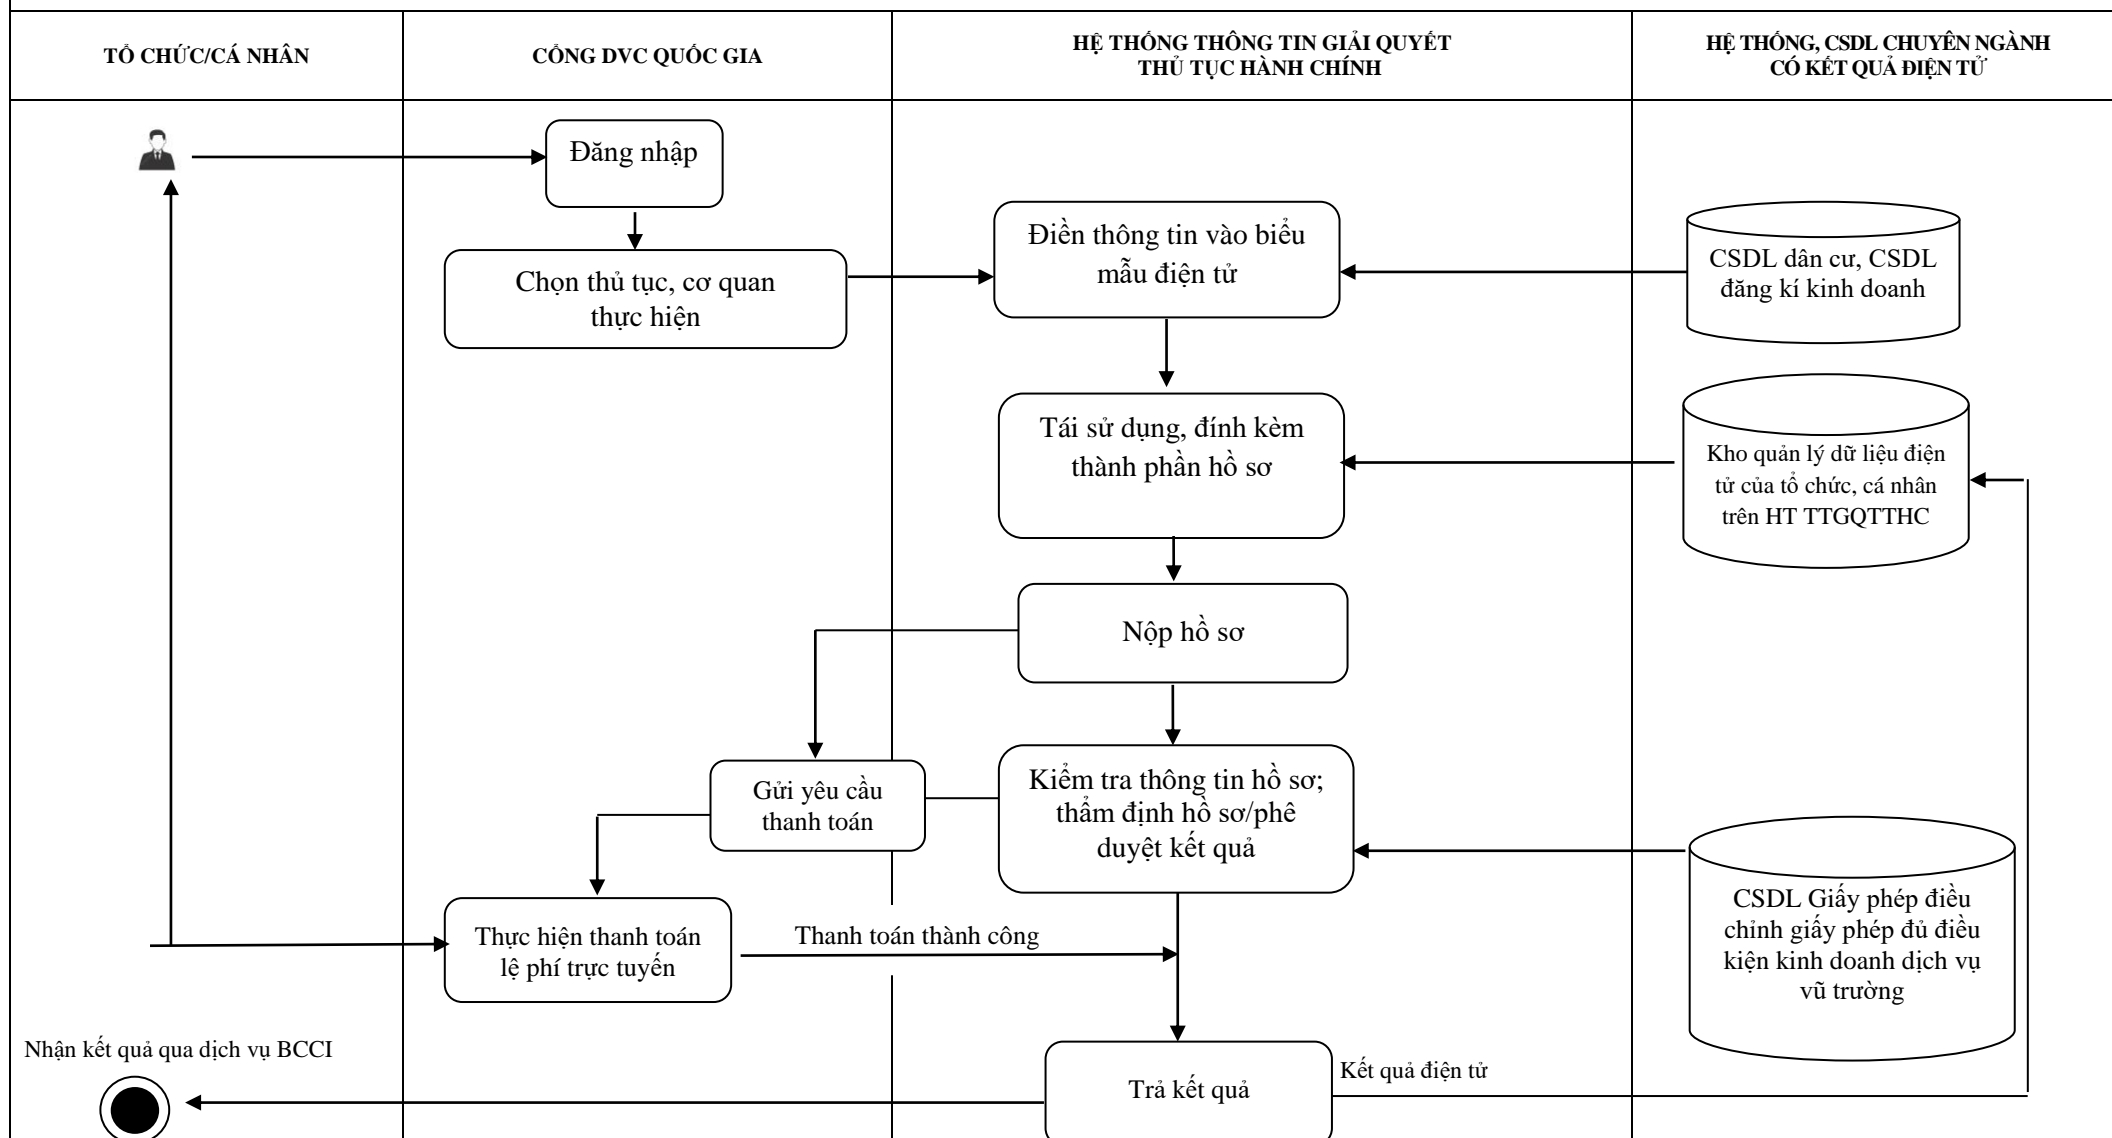 TỔ CHỨC/CÁ NHÂN
CỔNG DVC QUỐC GIA
HỆ THỐNG THÔNG TIN GIẢI QUYẾT
THỦ TỤC HÀNH CHÍNH
HỆ THỐNG, CSDL CHUYÊN NGÀNH
CÓ KẾT QUẢ ĐIỆN TỬ
Đăng nhập
Chọn thủ tục, cơ quan
thực hiện
Điền thông tin vào biểu
mẫu điện tử
CSDL dân cư, CSDL
đăng kí kinh doanh
Tái sử dụng, đính kèm
thành phần hồ sơ
Kho quản lý dữ liệu điện
tử của tổ chức, cá nhân
trên HT TTGQTTHC
Nộp hồ sơ
Gửi yêu cầu
thanh toán
Kiểm tra thông tin hồ sơ;
thẩm định hồ sơ/phê
duyệt kết quả
CSDL Giấy phép điều
chỉnh giấy phép đủ điều
kiện kinh doanh dịch vụ
vũ trường
Thực hiện thanh toán
lệ phí trực tuyến
Thanh toán thành công
Nhận kết quả qua dịch vụ BCCI
Trả kết quả
Kết quả điện tử